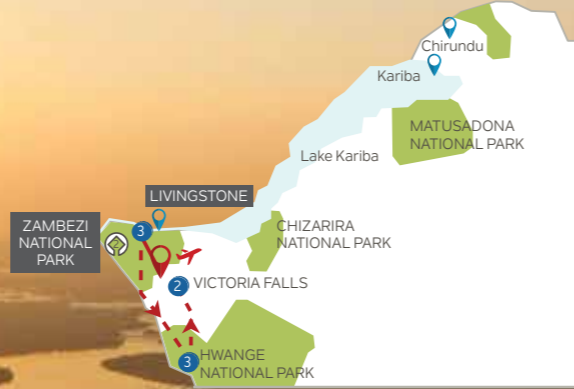 Chirundu
Kariba
MATUSADONA
NATIONAL PARK
Lake Kariba
LIVINGSTONE
ZAMBEZI
NATIONAL
PARK
2
3
CHIZARIRA
NATIONAL PARK
2
VICTORIA FALLS
3
HWANGE
NATIONAL PARK